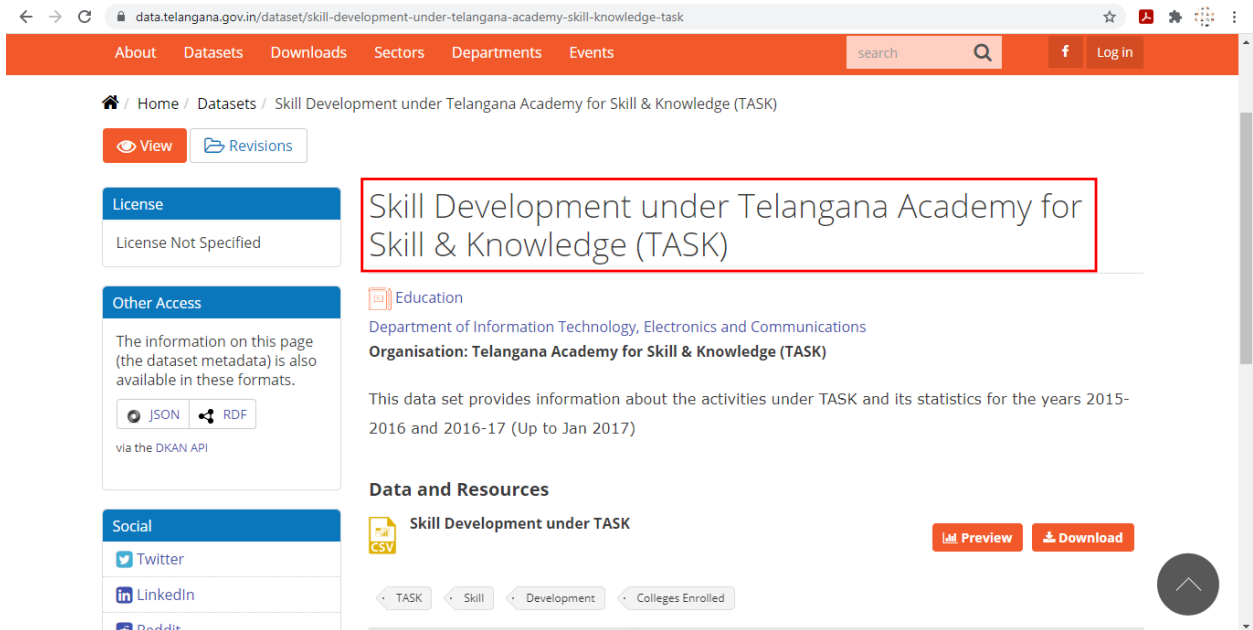 data.telangana.gov.in/dataset/skill-development-under-telangana-academy-skill-knowledge-task
About Datasets Downloads Sectors Departments Events search f Log in
/ Home / Datasets / Skill Development under Telangana Academy for Skill & Knowledge (TASK)
View Revisions
License
License Not Specified
Other Access
The information on this page
(the dataset metadata) is also
available in these formats.
JSON RDF
via the DKAN API
Social
Twitter
in LinkedIn
Reddit
Skill Development under Telangana Academy for
Skill & Knowledge (TASK)
Education
Department of Information Technology, Electronics and Communications
Organisation: Telangana Academy for Skill & Knowledge (TASK)
This data set provides information about the activities under TASK and its statistics for the years 2015-
2016 and 2016-17 (Up to Jan 2017)
Data and Resources
CSV Skill Development under TASK
Preview Download
TASK Skill Development Colleges Enrolled